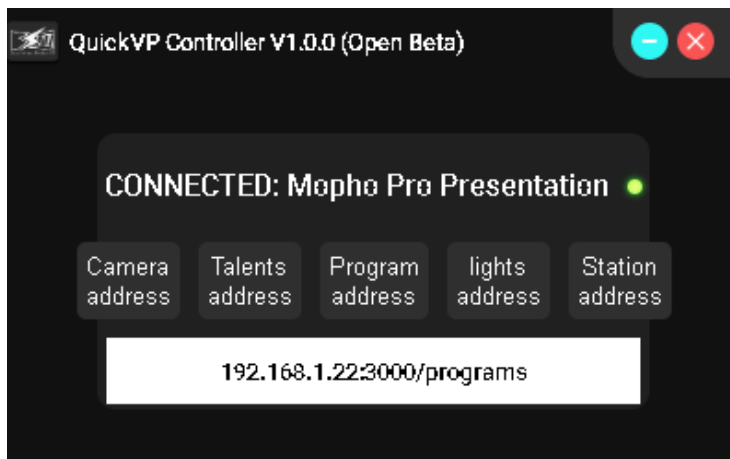 QuickVP Controller V1.0.0 (Open Beta)
CONNECTED: Mopho Pro Presentation
Camera address
Talents address
Program address
lights address
Station address
192.168.1.22:3000/programs